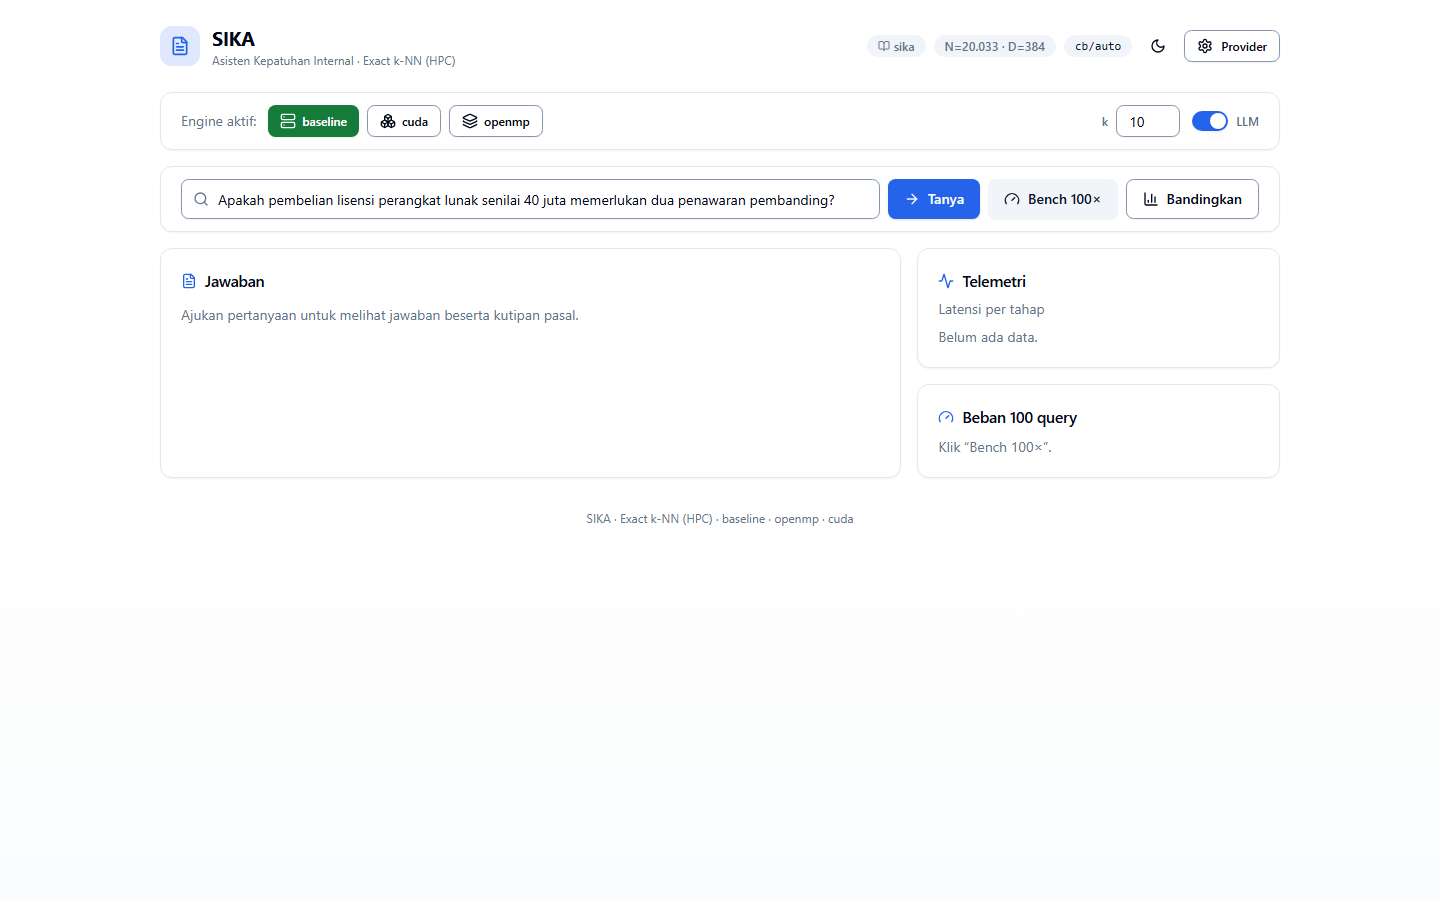 SIKA
Asisten Kepatuhan Internal · Exact k-NN (HPC)
sika
N=20.033 · D=384
cb/auto
Provider
Engine aktif:
baseline
cuda
openmp
k
10
LLM
Apakah pembelian lisensi perangkat lunak senilai 40 juta memerlukan dua penawaran pembanding?
Tanya
Bench 100×
Bandingkan
Jawaban
Ajukan pertanyaan untuk melihat jawaban beserta kutipan pasal.
Telemetri
Latensi per tahap
Belum ada data.
Beban 100 query
Klik “Bench 100×”.
SIKA · Exact k-NN (HPC) · baseline · openmp · cuda